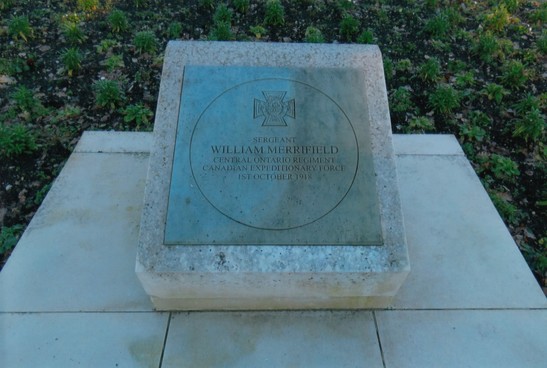 SERGEANT
WILLIAM MERRIFIELD
CENTRAL ONTARIO REGIMENT
CANADIAN EXPEDITIONARY FORCE
1ST OCTOBER 1918